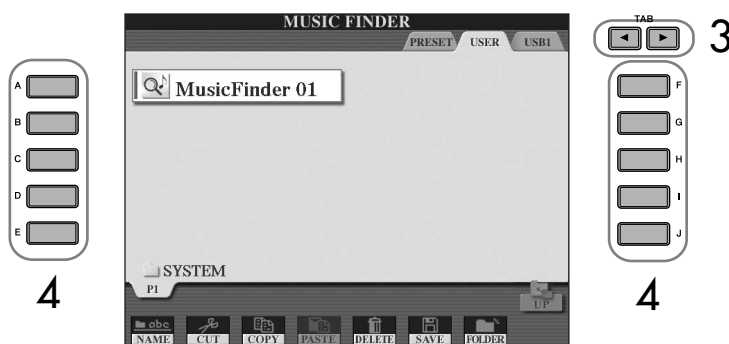 MUSIC FINDER
TAB
3
PRESET USER USB1
A
F
MusicFinder 01
B
G
C
H
D
I
E
J
4
4
SYSTEM
P1
UP
abc
NAME CUT COPY PASTE DELETE SAVE FOLDER